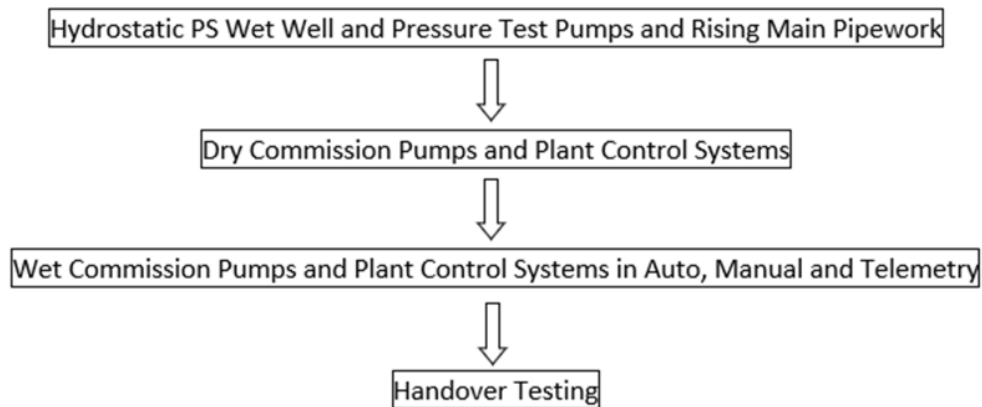 Hydrostatic PS Wet Well and Pressure Test Pumps and Rising Main Pipework
Dry Commission Pumps and Plant Control Systems
Wet Commission Pumps and Plant Control Systems in Auto, Manual and Telemetry
Handover Testing